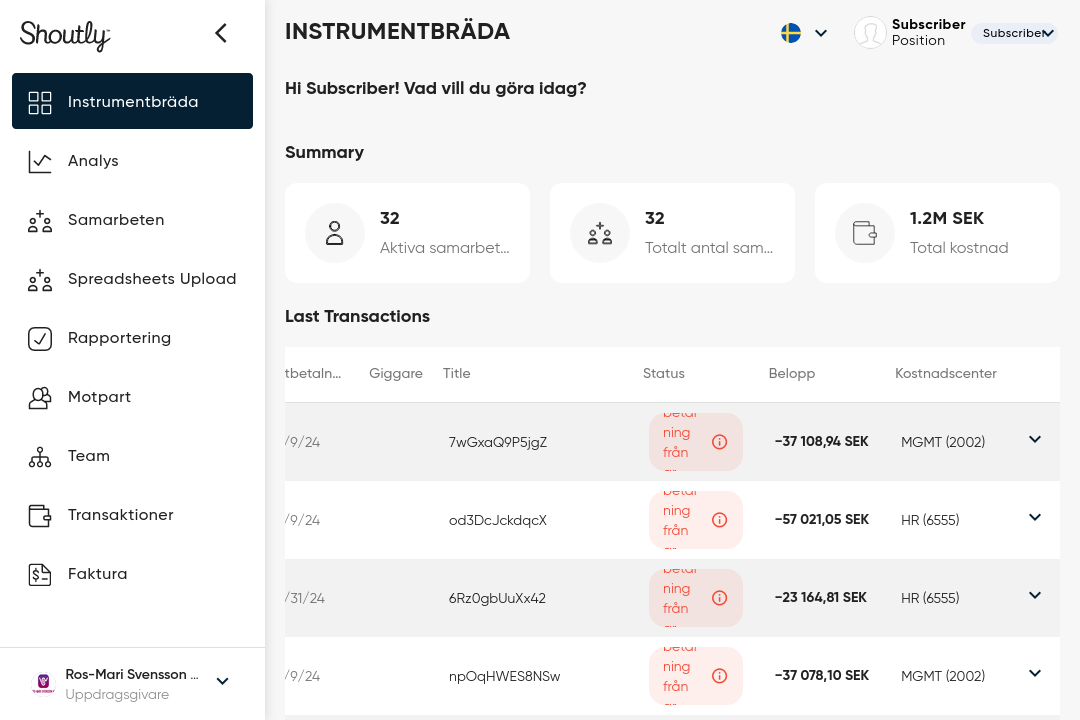 Shoutly
INSTRUMENTBRÄDA
Subscriber
Position
Subscriber
Instrumentbräda
Analys
Samarbeten
Spreadsheets Upload
Rapportering
Motpart
Team
Transaktioner
Faktura
Ros-Mari Svensson ...
Uppdragsgivare
Hi Subscriber! Vad vill du göra idag?
Summary
32
Aktiva samarbet...
32
Totalt antal sam...
1.2M SEK
Total kostnad
Last Transactions
tbetaln... Giggare Title Status Belopp Kostnadscenter
/9/24 7wGxaQ9P5jgZ betal ning från −37 108,94 SEK MGMT (2002)
/9/24 od3DcJckdqcX betal ning från −57 021,05 SEK HR (6555)
/31/24 6Rz0gbUuXx42 betal ning från −23 164,81 SEK HR (6555)
/9/24 npOqHWES8NSw betal ning från −37 078,10 SEK MGMT (2002)